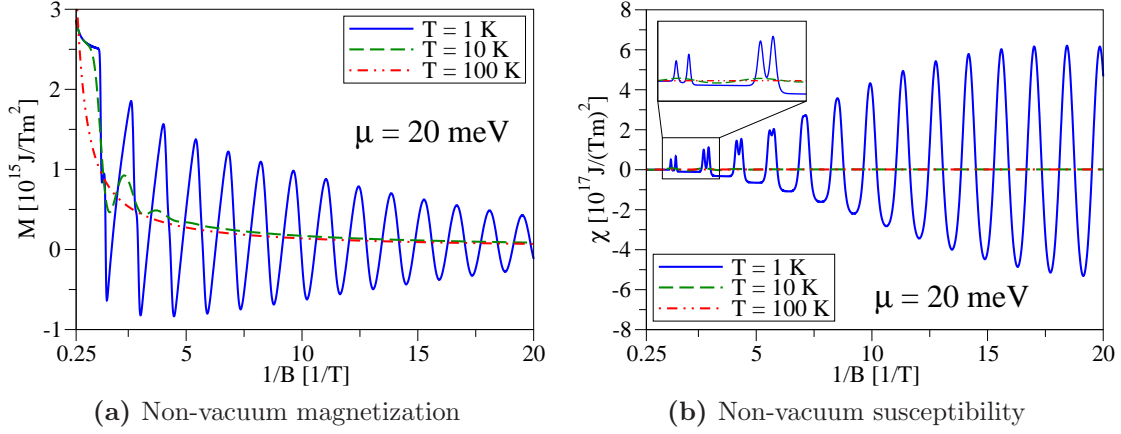 3
2
1
0
-1
M [10^15 J/Tm^2]
T = 1 K
T = 10 K
T = 100 K
μ = 20 meV
0.25
5
10
15
20
1/B [1/T]
(a) Non-vacuum magnetization
8
6
4
2
0
-2
-4
-6
-8
χ [10^17 J/(Tm)^2]
T = 1 K
T = 10 K
T = 100 K
μ = 20 meV
0.25
5
10
15
20
1/B [1/T]
(b) Non-vacuum susceptibility